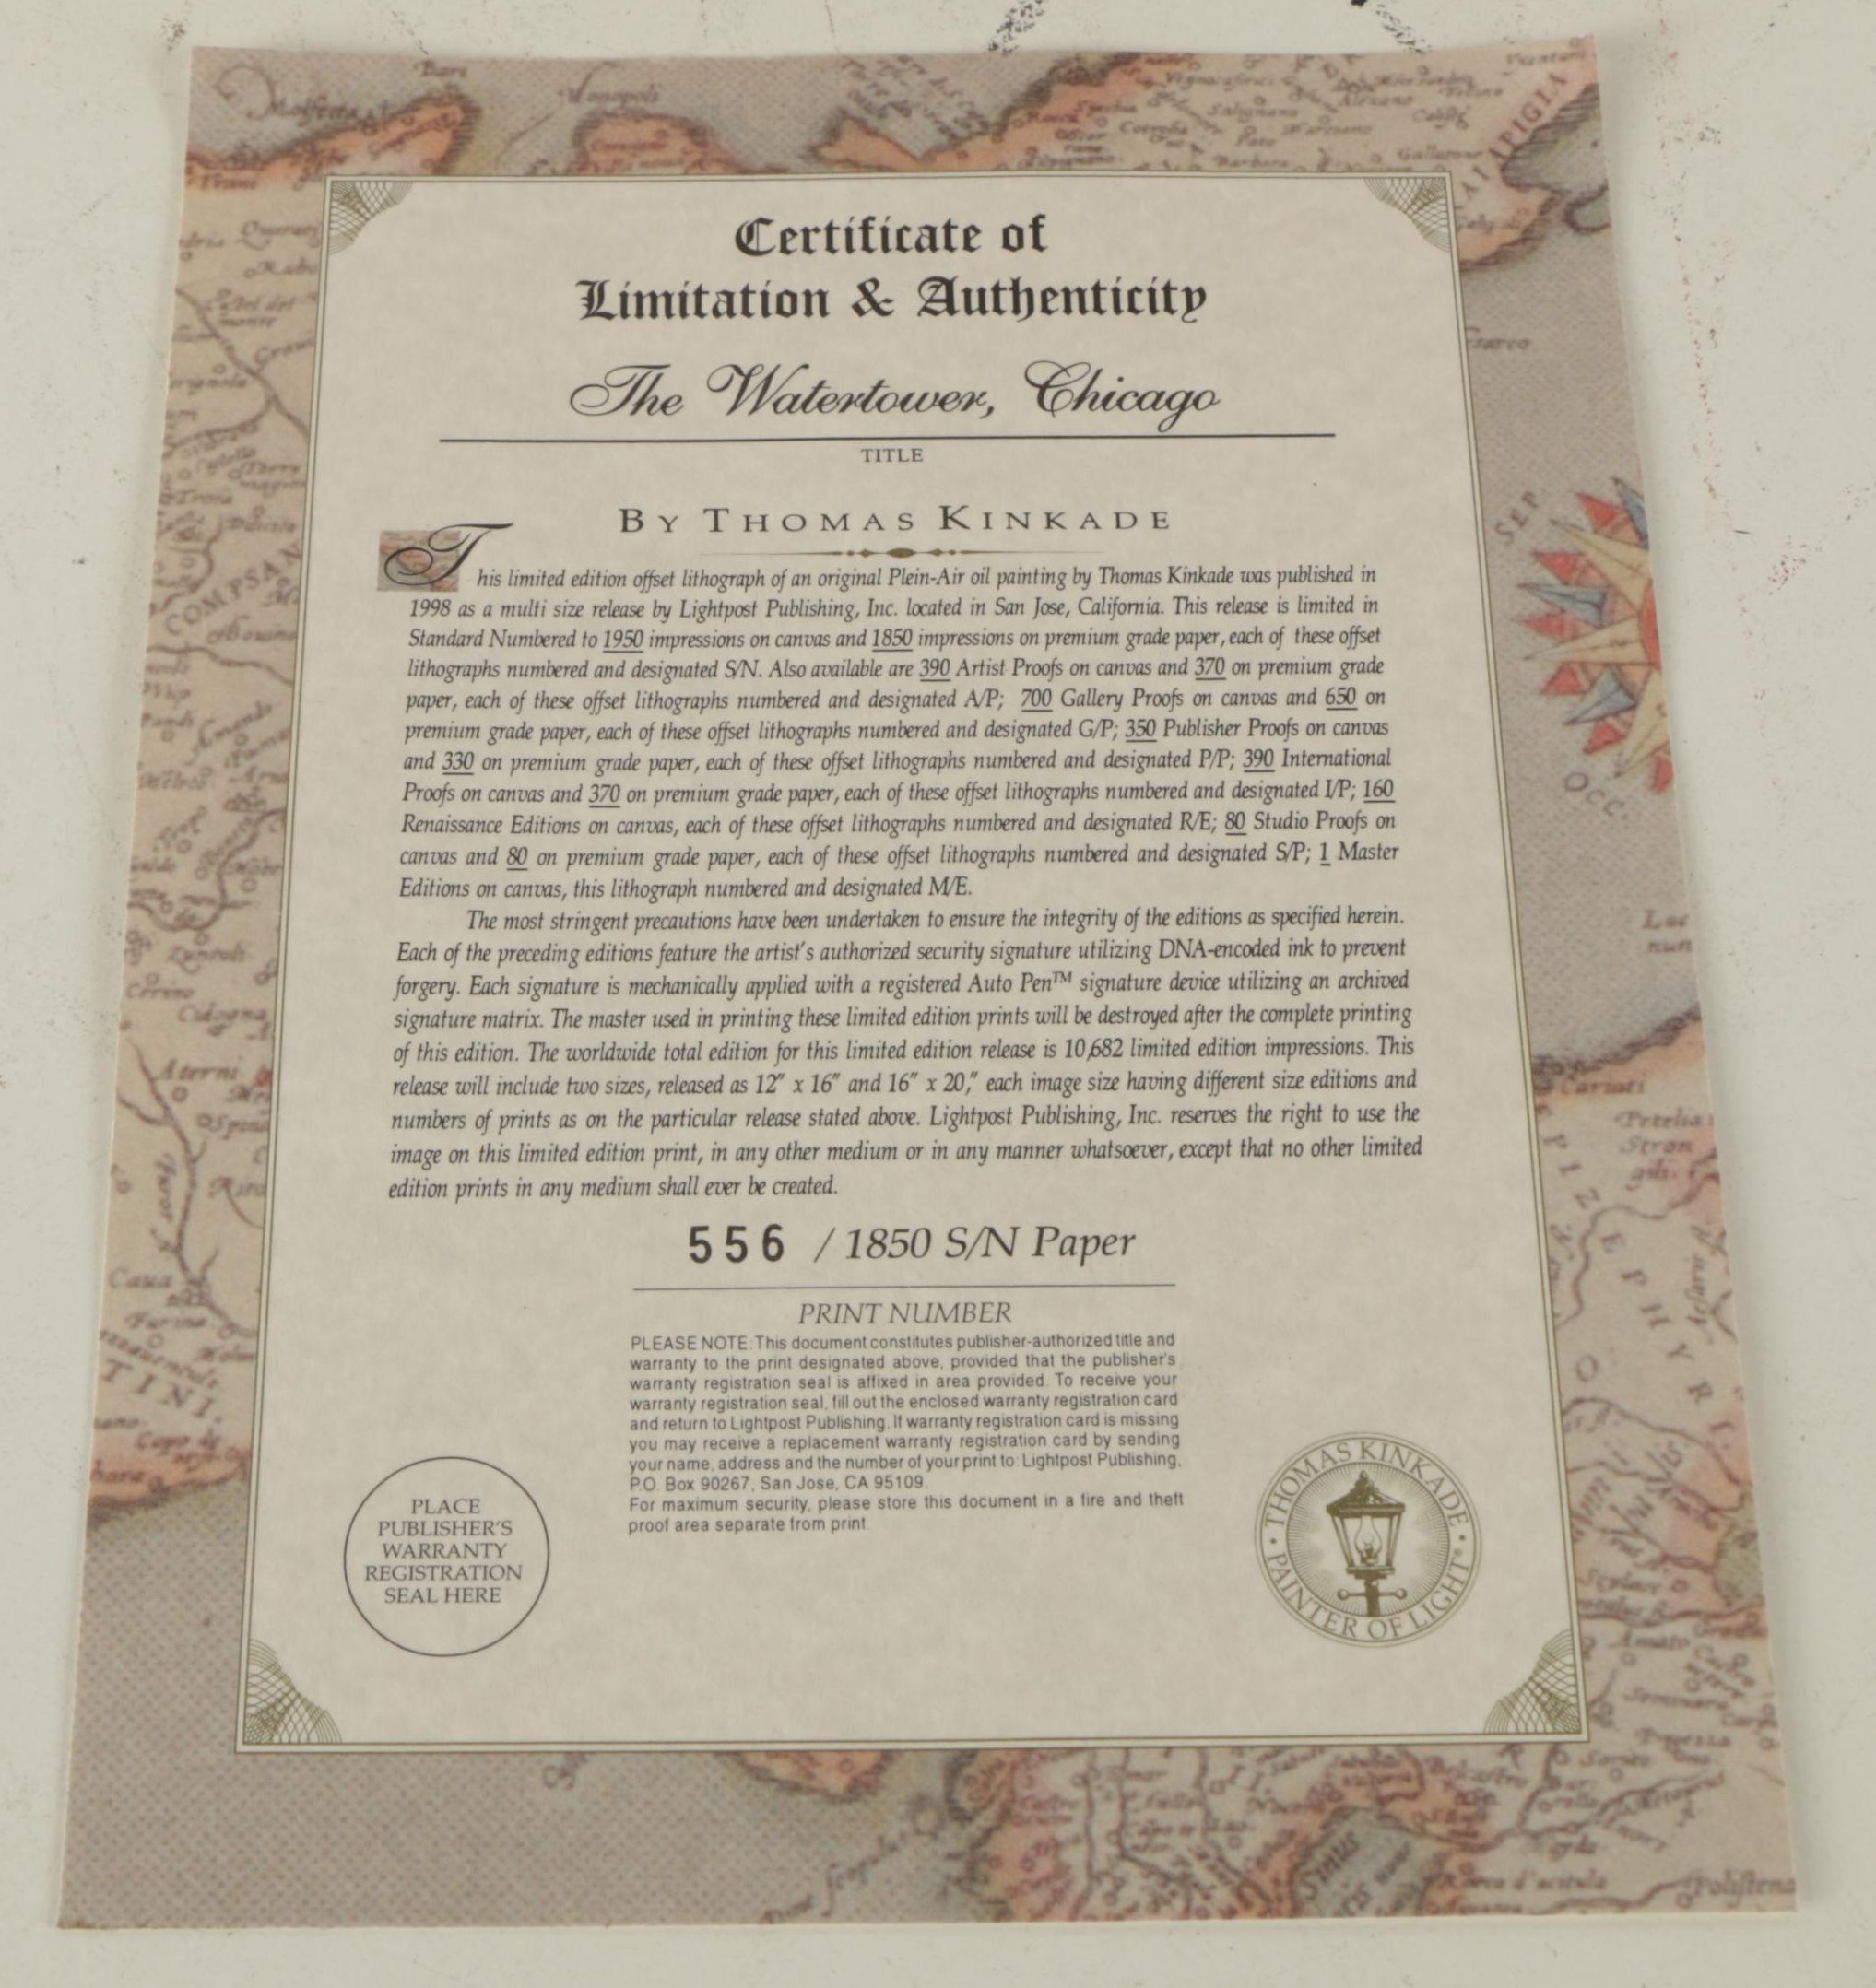 Certificate of
Limitation & Authenticity
The Watertower, Chicago
TITLE
BY THOMAS KINKADE
This limited edition offset lithograph of an original Plein-Air oil painting by Thomas Kinkade was published in
1998 as a multi size release by Lightpost Publishing, Inc. located in San Jose, California. This release is limited in
Standard Numbered to 1950 impressions on canvas and 1850 impressions on premium grade paper, each of these offset
lithographs numbered and designated S/N. Also available are 390 Artist Proofs on canvas and 370 on premium grade
paper, each of these offset lithographs numbered and designated A/P; 700 Gallery Proofs on canvas and 650 on
premium grade paper, each of these offset lithographs numbered and designated G/P; 350 Publisher Proofs on canvas
and 330 on premium grade paper, each of these offset lithographs numbered and designated P/P; 390 International
Proofs on canvas and 370 on premium grade paper, each of these offset lithographs numbered and designated I/P; 160
Renaissance Editions on canvas, each of these offset lithographs numbered and designated R/E; 80 Studio Proofs on
canvas and 80 on premium grade paper, each of these offset lithographs numbered and designated S/P; 1 Master
Editions on canvas, this lithograph numbered and designated M/E.
The most stringent precautions have been undertaken to ensure the integrity of the editions as specified herein.
Each of the preceding editions feature the artist's authorized security signature utilizing DNA-encoded ink to prevent
forgery. Each signature is mechanically applied with a registered Auto Pen™ signature device utilizing an archived
signature matrix. The master used in printing these limited edition prints will be destroyed after the complete printing
of this edition. The worldwide total edition for this limited edition release is 10,682 limited edition impressions. This
release will include two sizes, released as 12" x 16" and 16" x 20," each image size having different size editions and
numbers of prints as on the particular release stated above. Lightpost Publishing, Inc. reserves the right to use the
image on this limited edition print, in any other medium or in any manner whatsoever, except that no other limited
edition prints in any medium shall ever be created.
556 / 1850 S/N Paper
PRINT NUMBER
PLEASE NOTE: This document constitutes publisher-authorized title and
warranty to the print designated above, provided that the publisher's
warranty registration seal is affixed in area provided. To receive your
warranty registration seal, fill out the enclosed warranty registration card
and return to Lightpost Publishing. If warranty registration card is missing
you may receive a replacement warranty registration card by sending
your name, address and the number of your print to: Lightpost Publishing,
P.O. Box 90267, San Jose, CA 95109.
For maximum security, please store this document in a fire and theft
proof area separate from print.
PLACE
PUBLISHER'S
WARRANTY
REGISTRATION
SEAL HERE
THOMAS KINKADE
PAINTER OF LIGHT®
SEP
OCC.
COMPSAN
TINI.